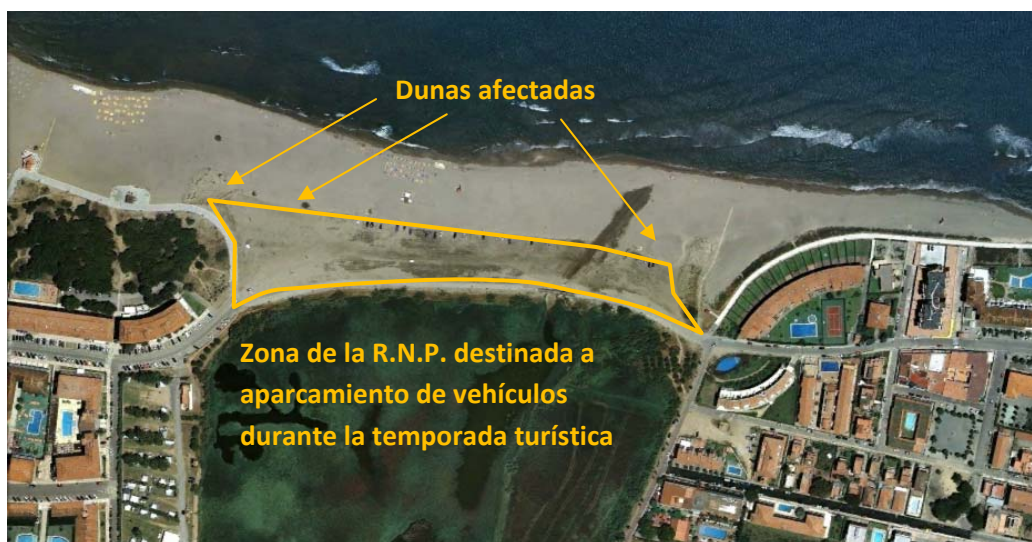 Dunas afectadas
Zona de la R.N.P. destinada a
aparcamiento de vehículos
durante la temporada turística